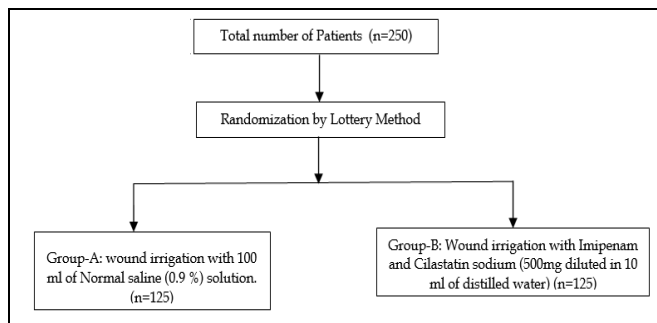 Total number of Patients (n=250)
Randomization by Lottery Method
Group-A: wound irrigation with 100
ml of Normal saline (0.9 %) solution.
(n=125)
Group-B: Wound irrigation with Imipenam
and Cilastatin sodium (500mg diluted in 10
ml of distilled water) (n=125)